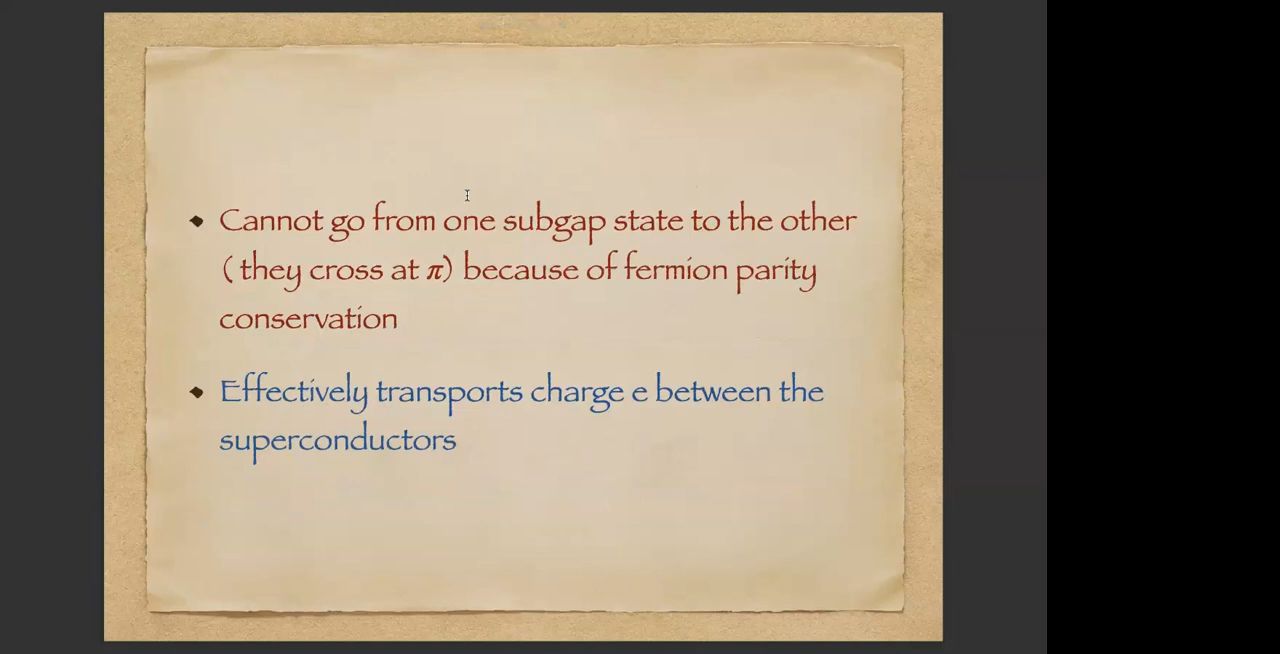 Cannot go from one subgap state to the other
( they cross at π) because of fermion parity
conservation
Effectively transports charge e between the
superconductors